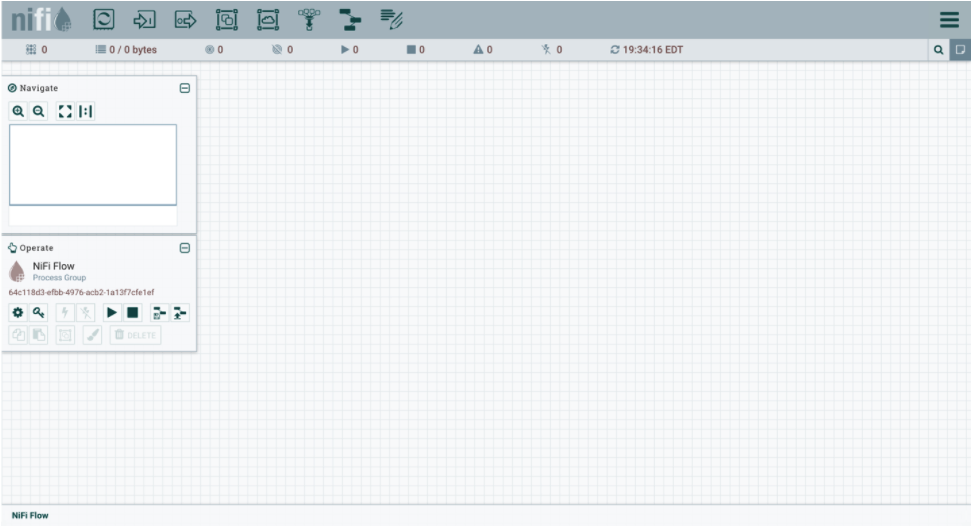 nifi
0
0 / 0 bytes
0
0
0
0
0
0
19:34:16 EDT
Navigate
Operate
NiFi Flow
Process Group
64c118d3-efbb-4976-acb2-1a13f7cfe1ef
DELETE
NiFi Flow